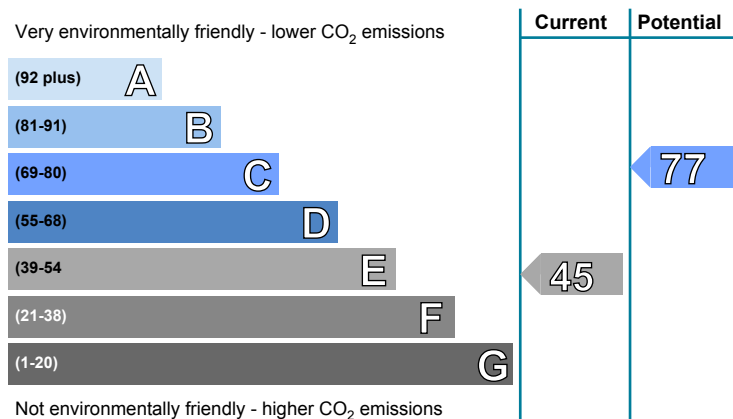 Current Potential
Very environmentally friendly - lower CO₂ emissions
(92 plus) A
(81-91) B
(69-80) C
77
(55-68) D
(39-54 E
45
(21-38) F
(1-20) G
Not environmentally friendly - higher CO₂ emissions